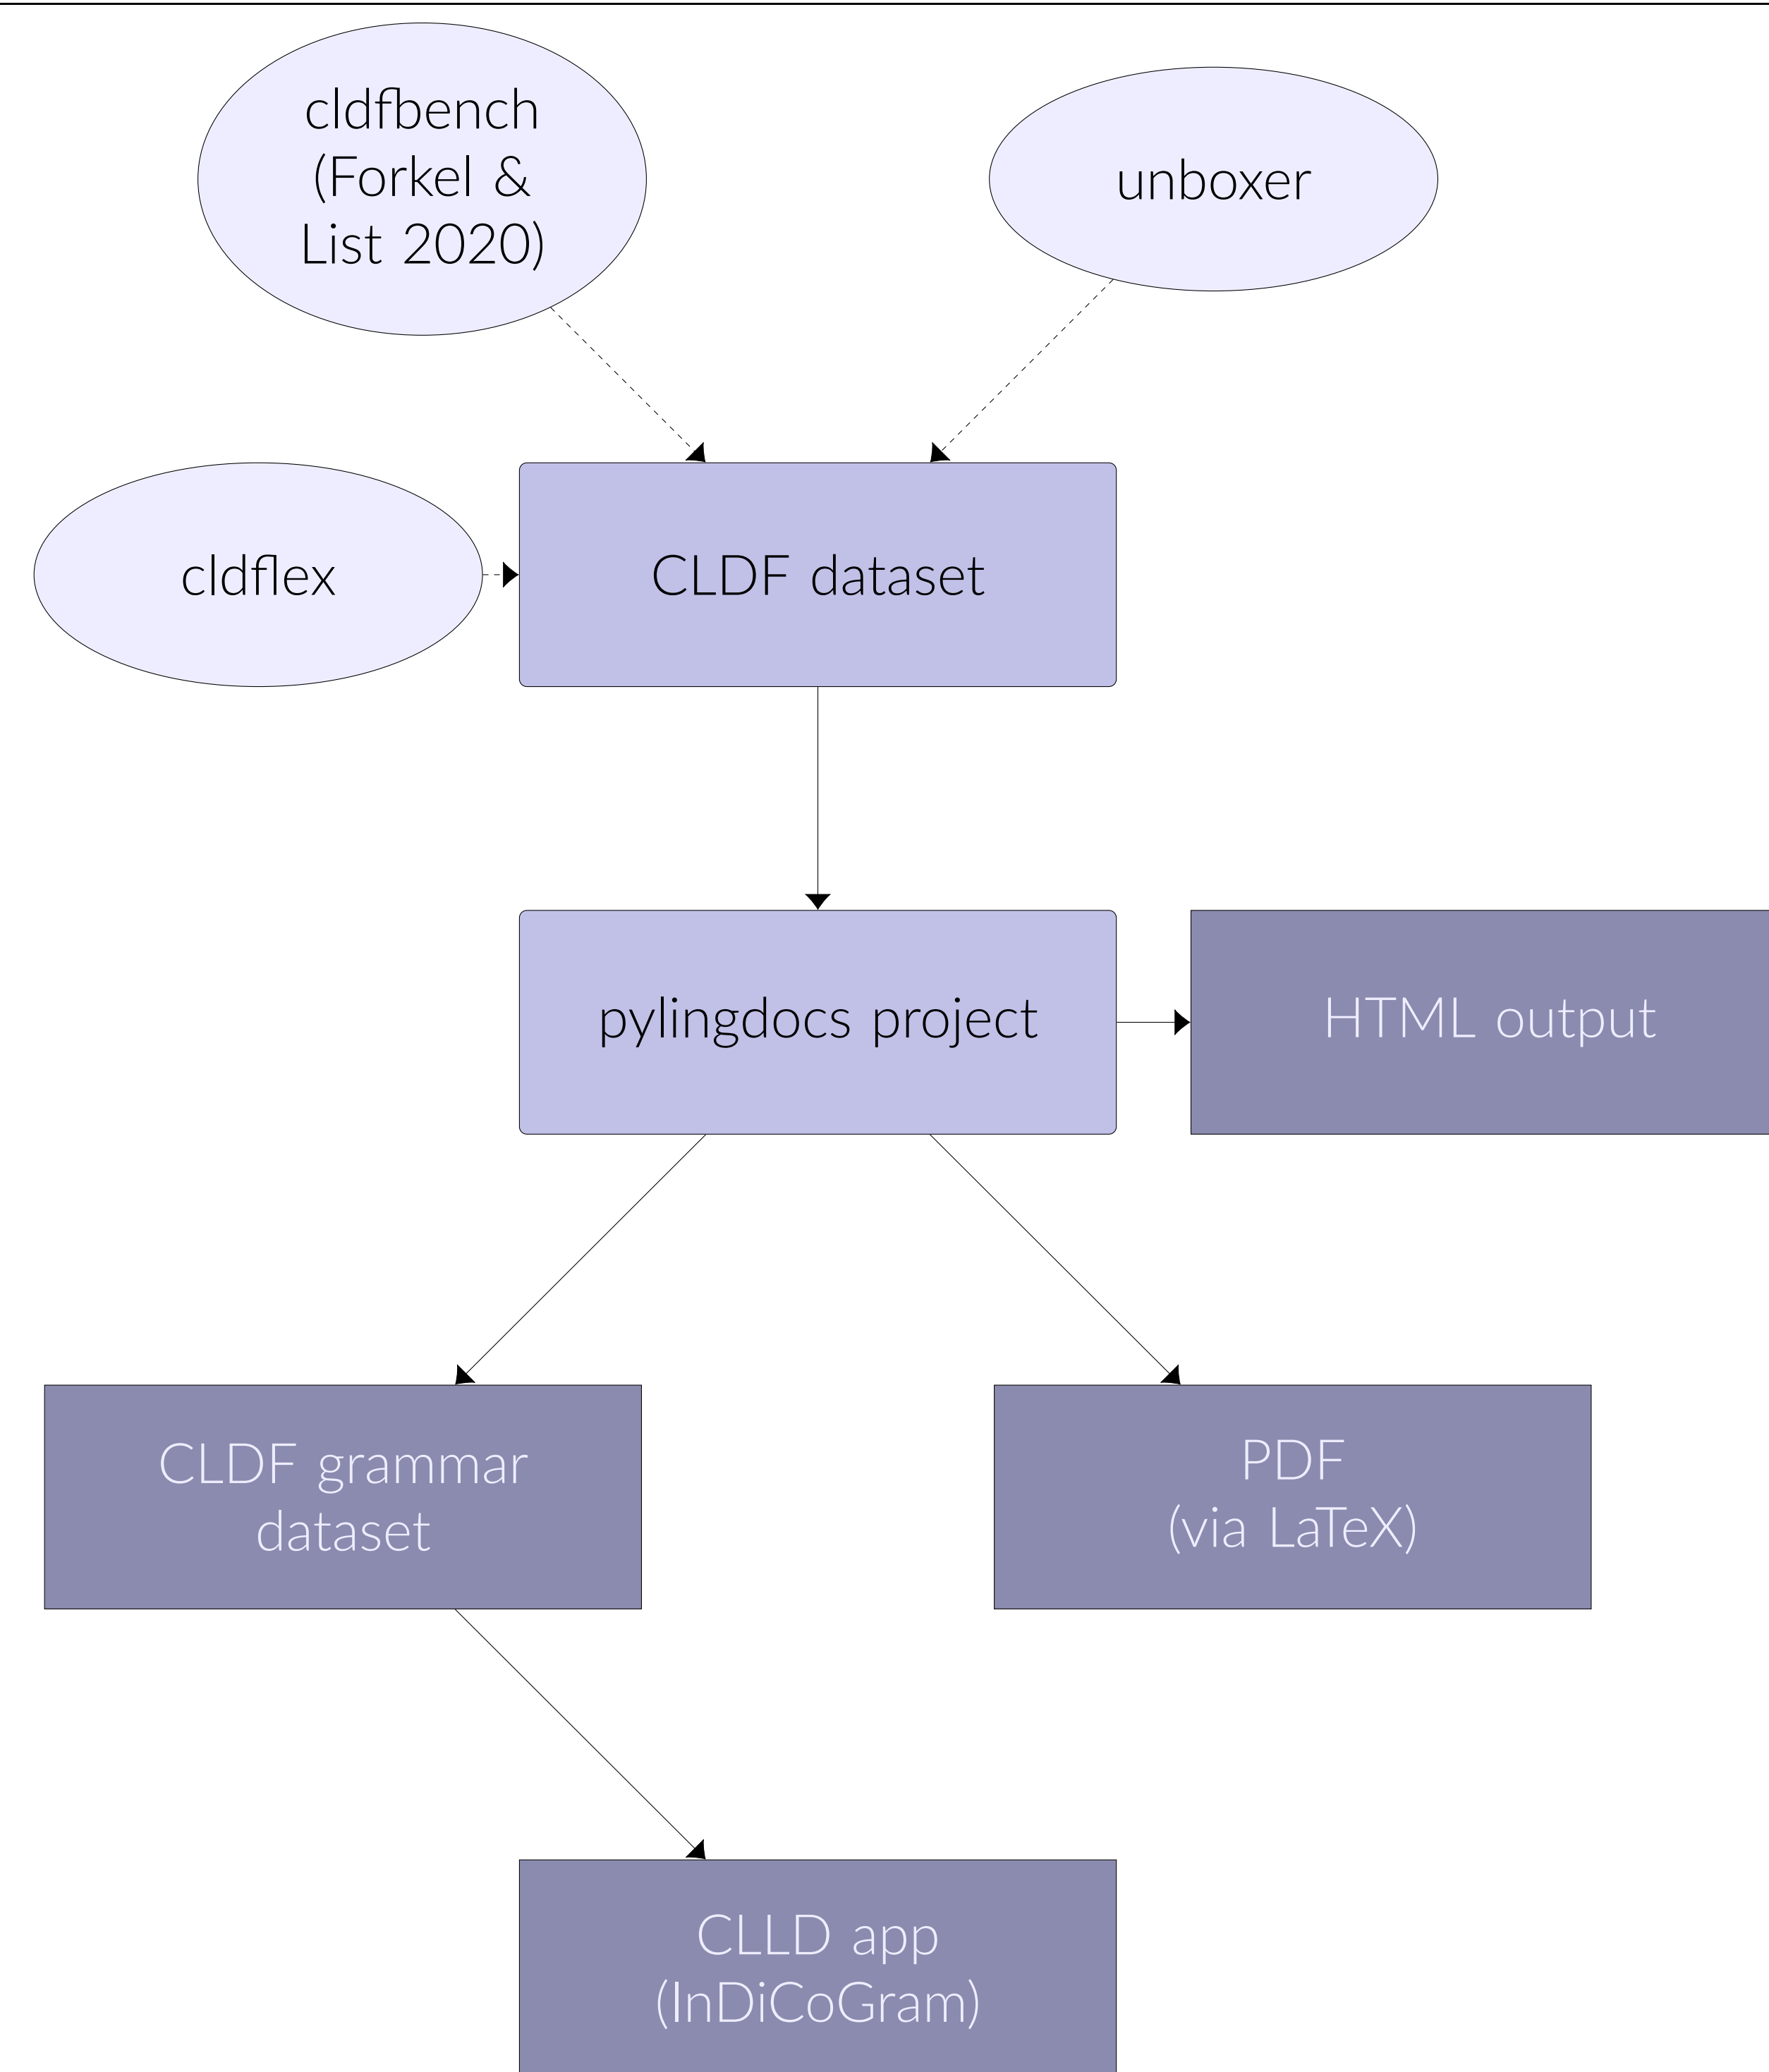 cldfbench
(Forkel &
List 2020)
unboxer
cldflex
CLDF dataset
pylingdocs project
HTML output
CLDF grammar
dataset
PDF
(via LaTeX)
CLLD app
(InDiCoGram)